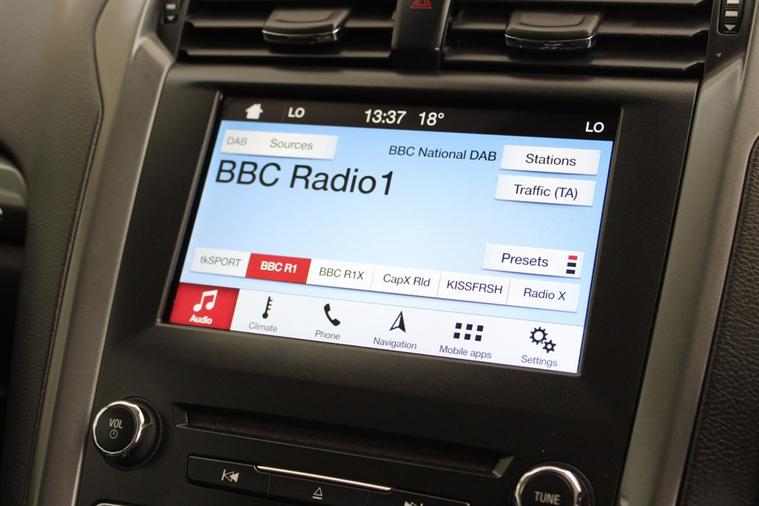 LO 13:37 18° LO
DAB Sources BBC National DAB Stations
BBC Radio1
Traffic (TA)
Presets
tkSPORT BBC R1 BBC R1X CapX Rld KISSFRSH Radio X
Audio Climate Phone Navigation Mobile apps Settings
VOL
TUNE